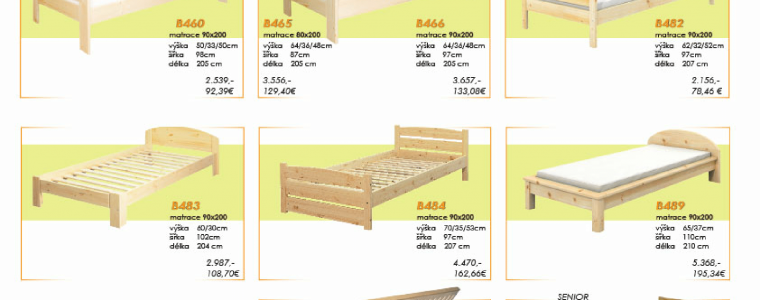 B460
matrace 90x200
výška 50/33/50cm
šířka 98cm
délka 205 cm
2.539,-
92,39€
B465
matrace 80x200
výška 64/36/48cm
šířka 87cm
délka 205 cm
3.556,-
129,40€
B466
matrace 90x200
výška 64/36/48cm
šířka 97cm
délka 205 cm
3.657,-
133,08€
B482
matrace 90x200
výška 62/32/52cm
šířka 97cm
délka 207 cm
2.156,-
78,46 €
B483
matrace 90x200
výška 60/30cm
šířka 102cm
délka 204 cm
2.987,-
108,70€
B484
matrace 90x200
výška 70/35/53cm
šířka 97cm
délka 207 cm
4.470,-
162,66€
B489
matrace 90x200
výška 65/37cm
šířka 110cm
délka 210 cm
5.368,-
195,34€
SENIOR